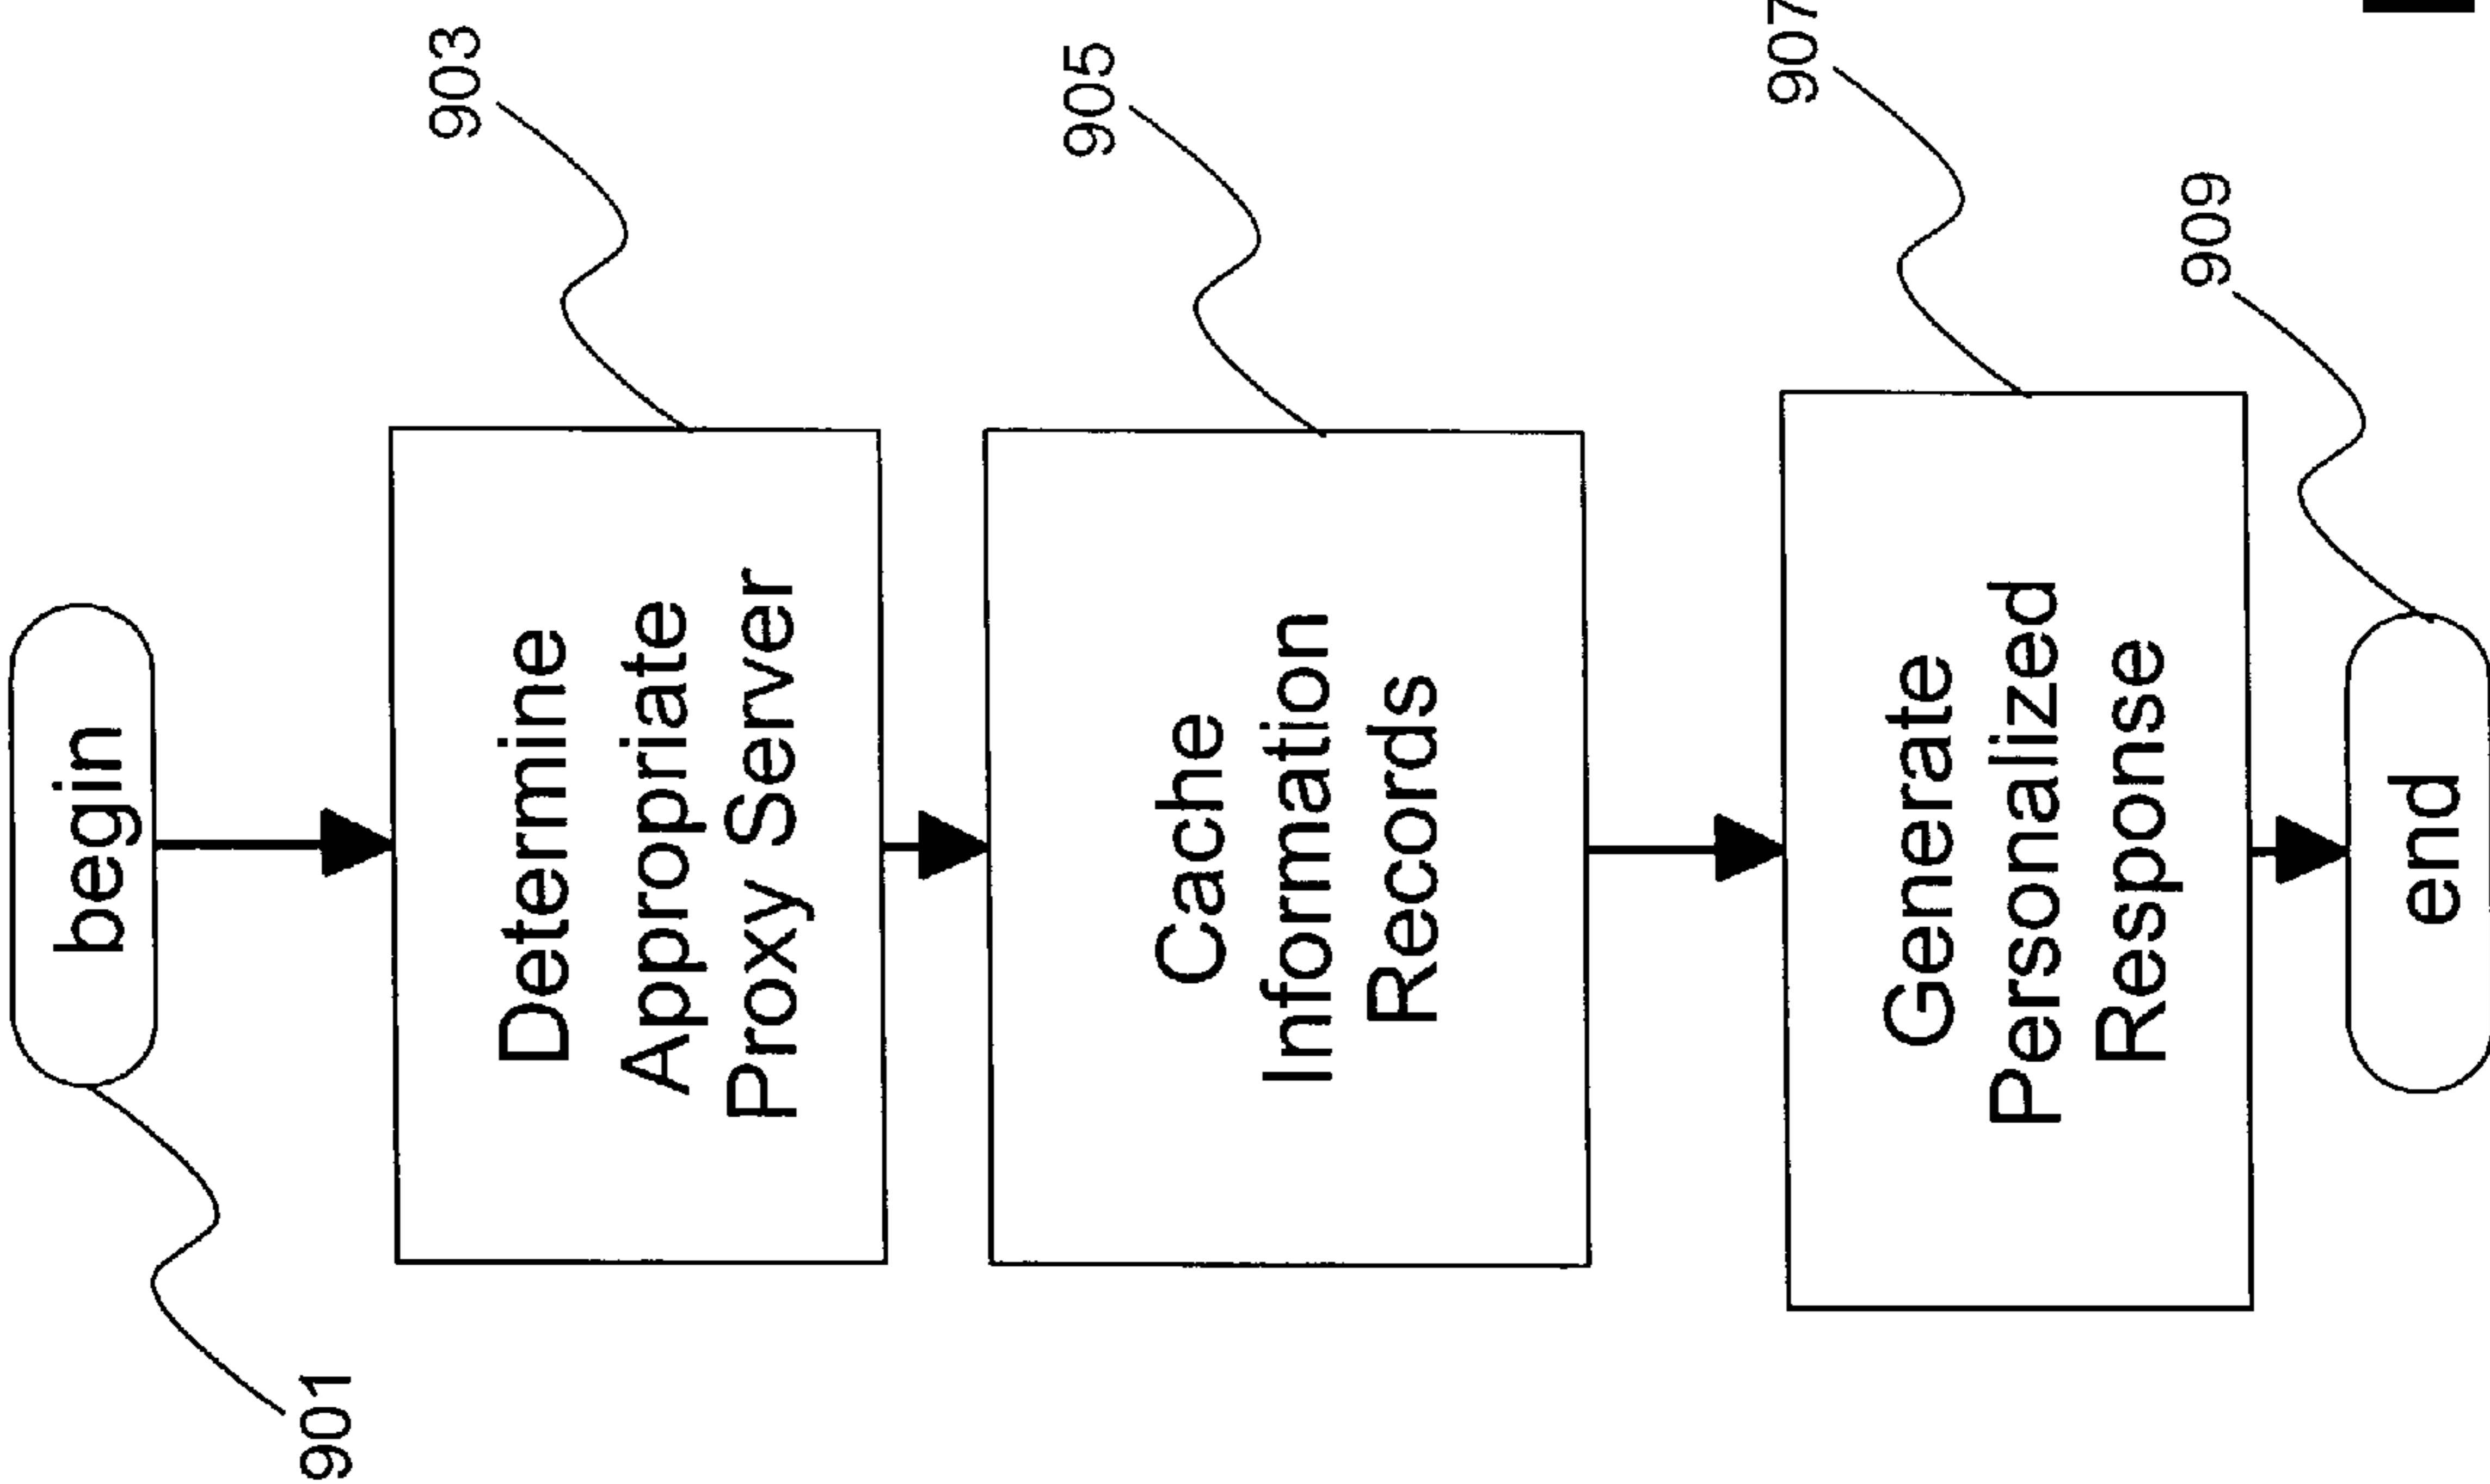 begin
901
Determine
Appropriate
Proxy Server
903
Cache
Information
Records
905
Generate
Personalized
Response
907
end
909